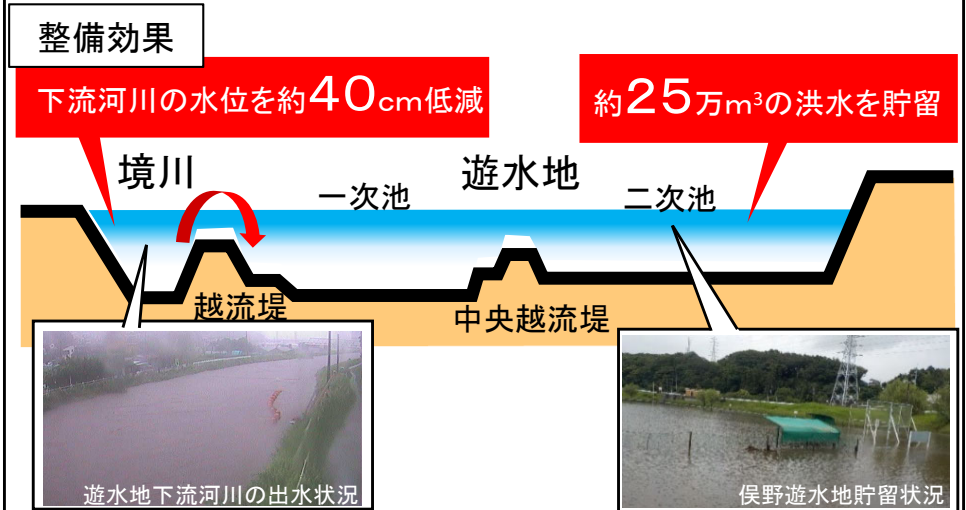 整備効果
下流河川の水位を約40cm低減
約25万m³の洪水を貯留
境川
遊水地
一次池
二次池
越流堤
中央越流堤
遊水地下流河川の出水状況
俣野遊水地貯留状況